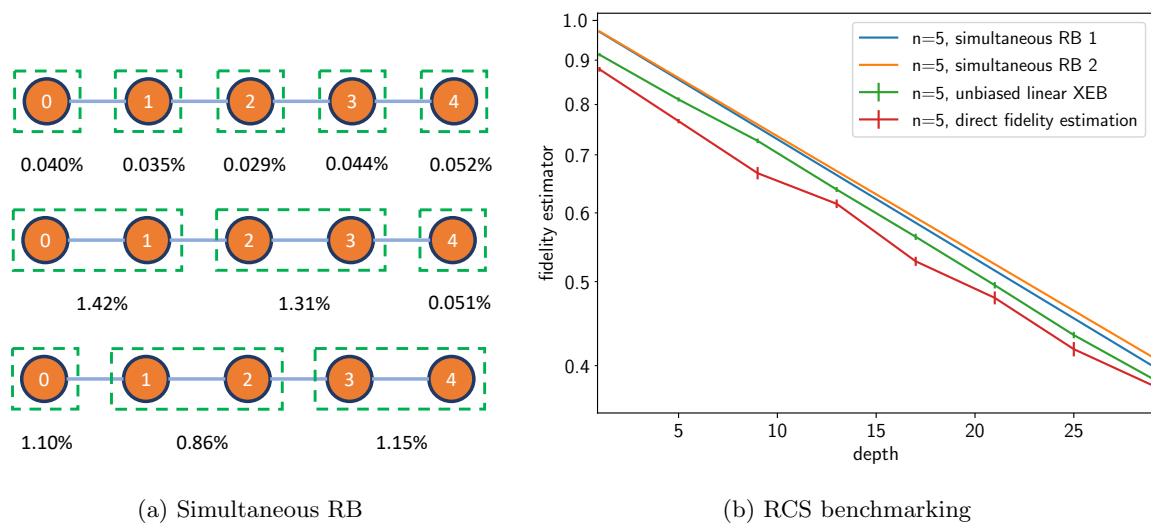 0 1 2 3 4
0.040% 0.035% 0.029% 0.044% 0.052%
0 1 2 3 4
1.42% 1.31% 0.051%
0 1 2 3 4
1.10% 0.86% 1.15%
(a) Simultaneous RB
fidelity estimator
1.0
0.9
0.8
0.7
0.6
0.5
0.4
n=5, simultaneous RB 1
n=5, simultaneous RB 2
n=5, unbiased linear XEB
n=5, direct fidelity estimation
5 10 15 20 25
depth
(b) RCS benchmarking